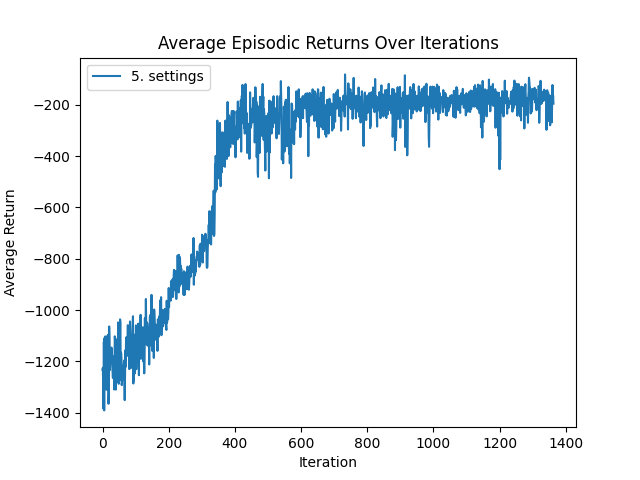 Average Episodic Returns Over Iterations
5. settings
Average Return
−200
−400
−600
−800
−1000
−1200
−1400
0 200 400 600 800 1000 1200 1400
Iteration